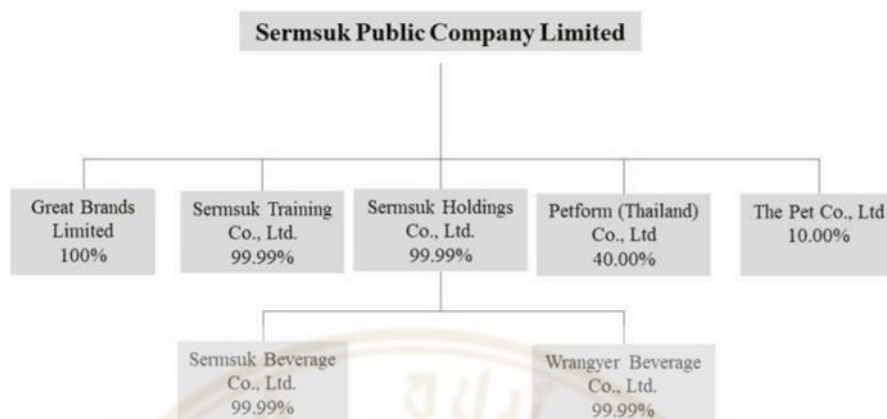 Sermsuk Public Company Limited
Great Brands
Limited
100%
Sermsuk Training
Co., Ltd.
99.99%
Sermsuk Holdings
Co., Ltd.
99.99%
Petform (Thailand)
Co., Ltd
40.00%
The Pet Co., Ltd
10.00%
Sermsuk Beverage
Co., Ltd.
99.99%
Wrangyer Beverage
Co., Ltd.
99.99%